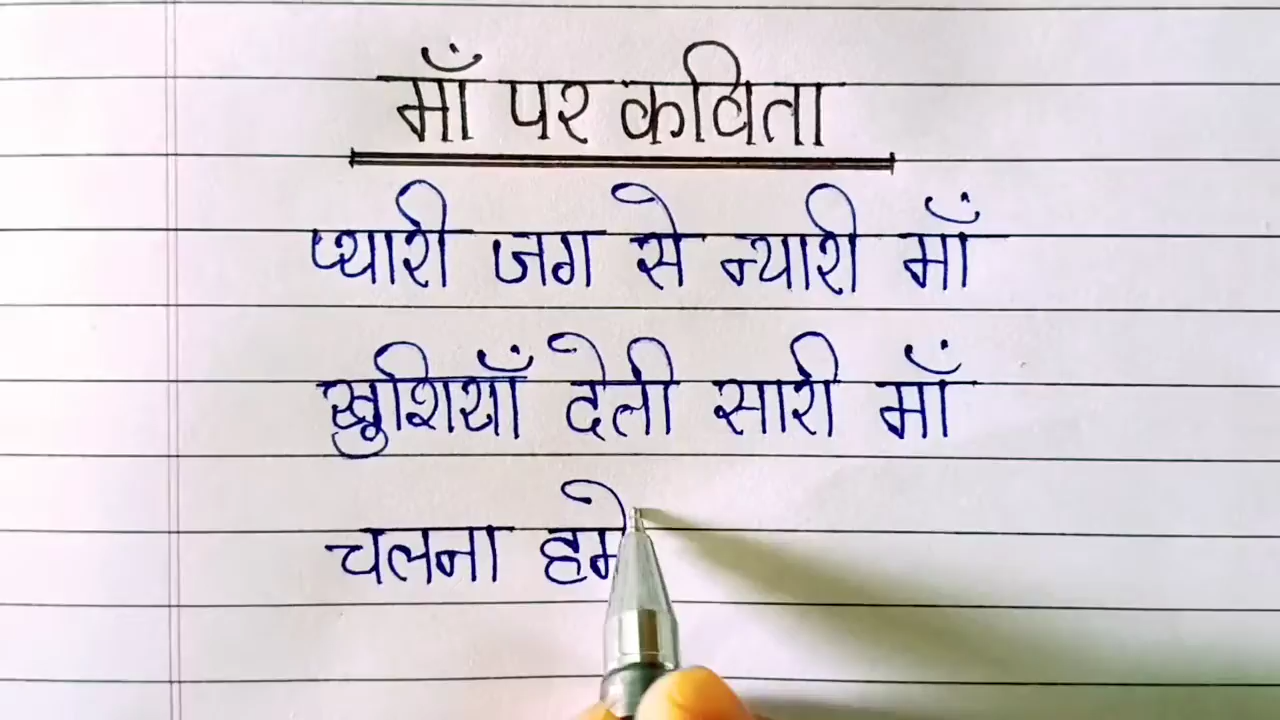 माँ पर कविता
प्यारी जग से न्यारी माँ
खुशियाँ देती सारी माँ
चलना हमे